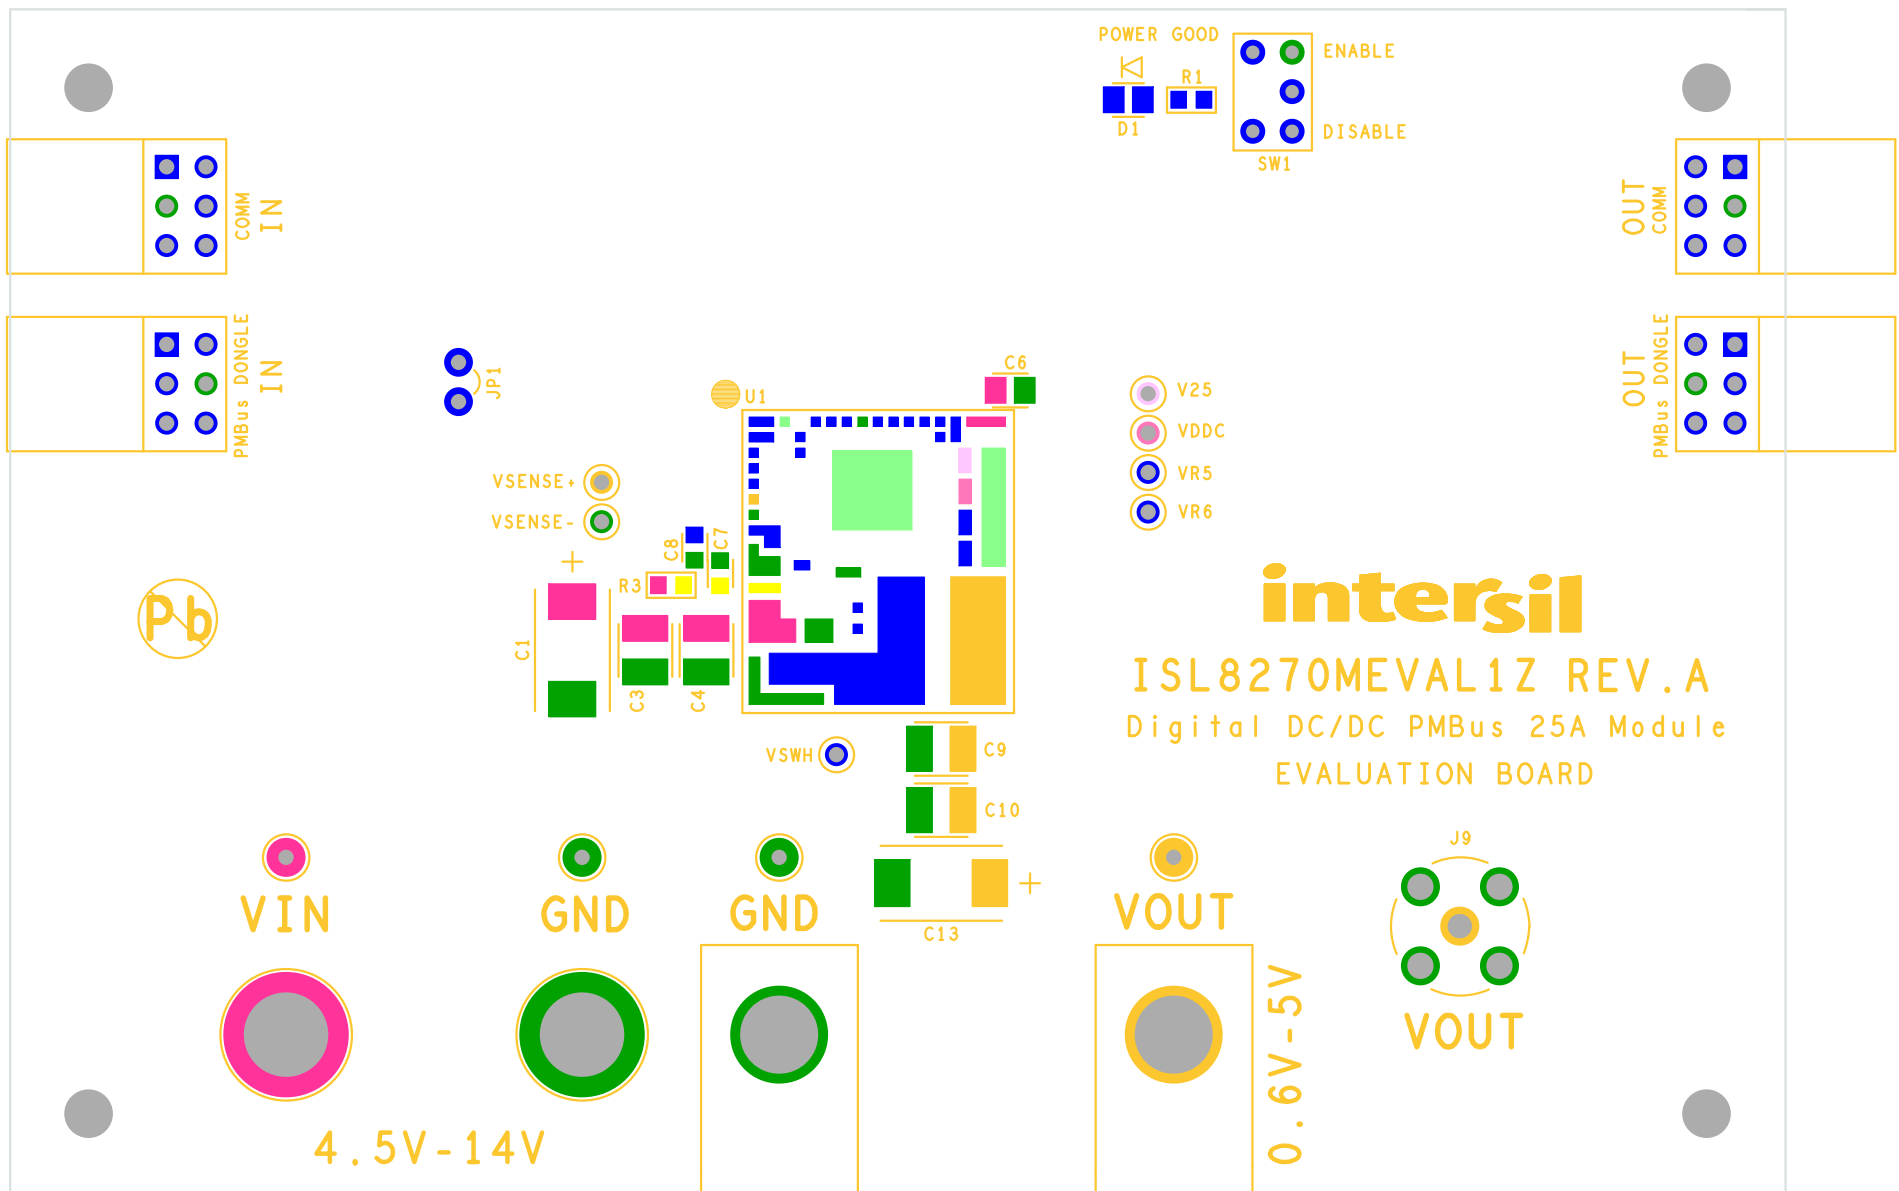 POWER GOOD
ENABLE
R1
D1
DISABLE
SW1
COMM
IN
OUT
COMM
PMBus DONGLE
IN
OUT
PMBus DONGLE
JP1
C6
U1
V25
VDDC
VR5
VR6
VSENSE+
VSENSE-
C8
C7
+
R3
Pb
C1
C3
C4
intersil
ISL8270MEVAL1Z REV.A
Digital DC/DC PMBus 25A Module
EVALUATION BOARD
VSWH
C9
C10
J9
+
C13
VIN
GND
GND
VOUT
VOUT
0.6V-5V
4.5V-14V